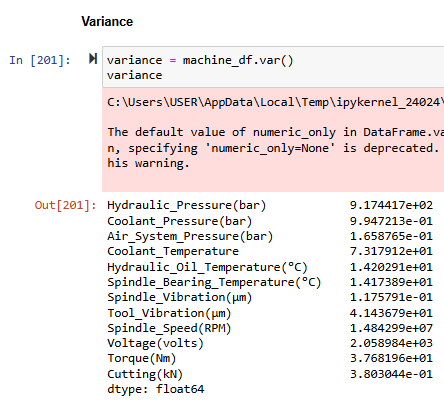 Variance
In [201]: variance = machine_df.var()
variance
C:\Users\USER\AppData\Local\Temp\ipykernel_24024\
The default value of numeric_only in DataFrame.va
n, specifying 'numeric_only=None' is deprecated.
his warning.
Out[201]: Hydraulic_Pressure(bar) 9.174417e+02
Coolant_Pressure(bar) 9.947213e-01
Air_System_Pressure(bar) 1.658765e-01
Coolant_Temperature 7.317912e+01
Hydraulic_Oil_Temperature(°C) 1.420291e+01
Spindle_Bearing_Temperature(°C) 1.417389e+01
Spindle_Vibration(μm) 1.175791e-01
Tool_Vibration(μm) 4.143679e+01
Spindle_Speed(RPM) 1.484299e+07
Voltage(volts) 2.058984e+03
Torque(Nm) 3.768196e+01
Cutting(kN) 3.803044e-01
dtype: float64